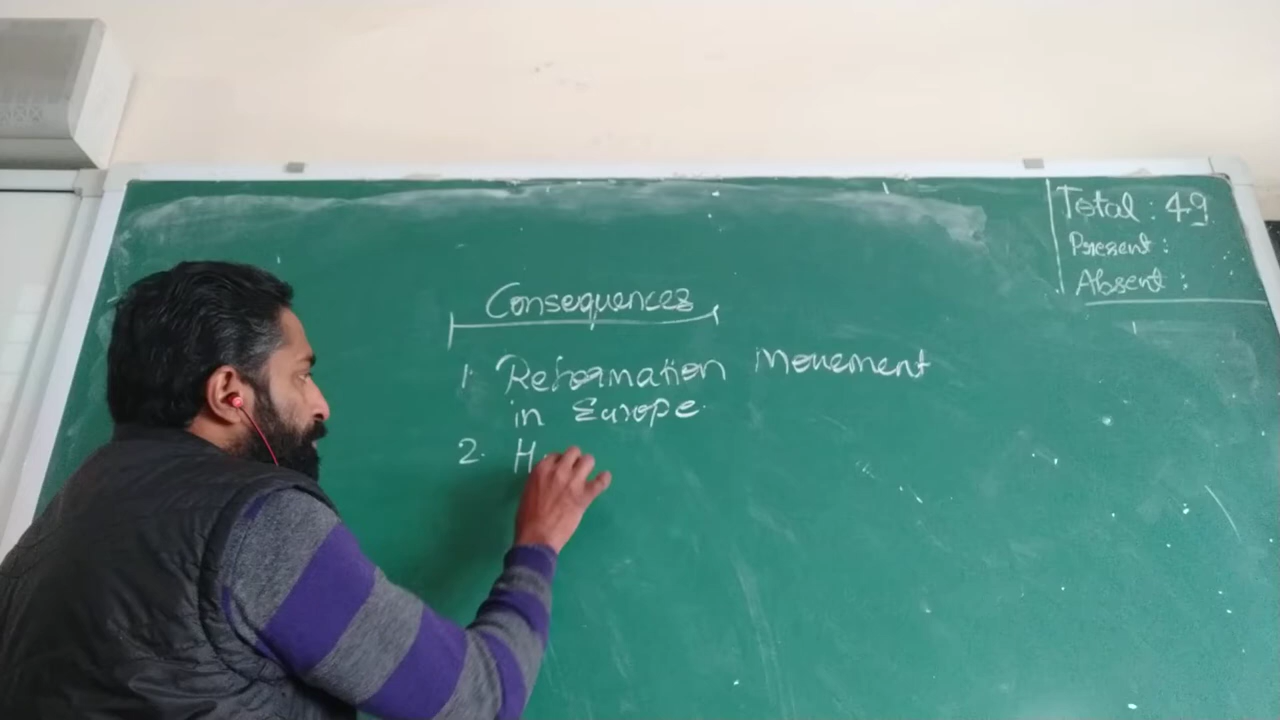 Total : 49
Present :
Absent :
Consequences
1. Reformation Movement
in Europe
2. H